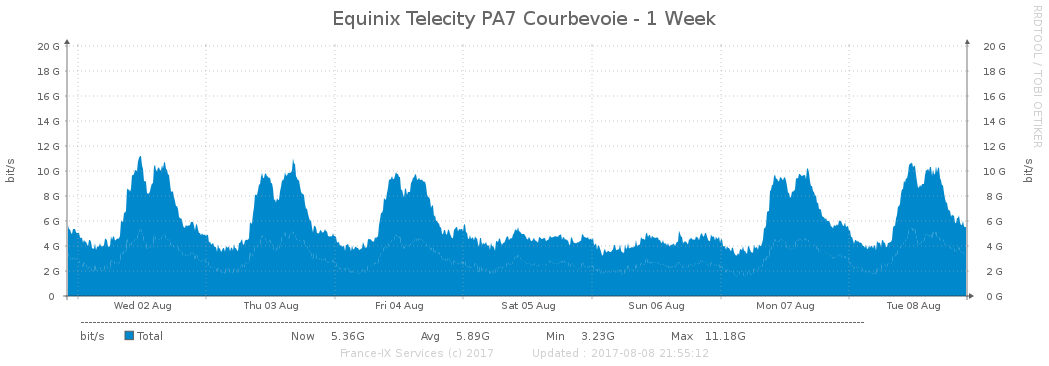 Equinix Telecity PA7 Courbevoie - 1 Week
RRDTOOL / TOBI OETIKER
bit/s
20 G 20 G
18 G 18 G
16 G 16 G
14 G 14 G
12 G 12 G
10 G 10 G
8 G 8 G
6 G 6 G
4 G 4 G
2 G 2 G
0 0 G
bit/s
Wed 02 Aug Thu 03 Aug Fri 04 Aug Sat 05 Aug Sun 06 Aug Mon 07 Aug Tue 08 Aug
bit/s Total Now 5.36G Avg 5.89G Min 3.23G Max 11.18G
France-IX Services (c) 2017 Updated : 2017-08-08 21:55:12